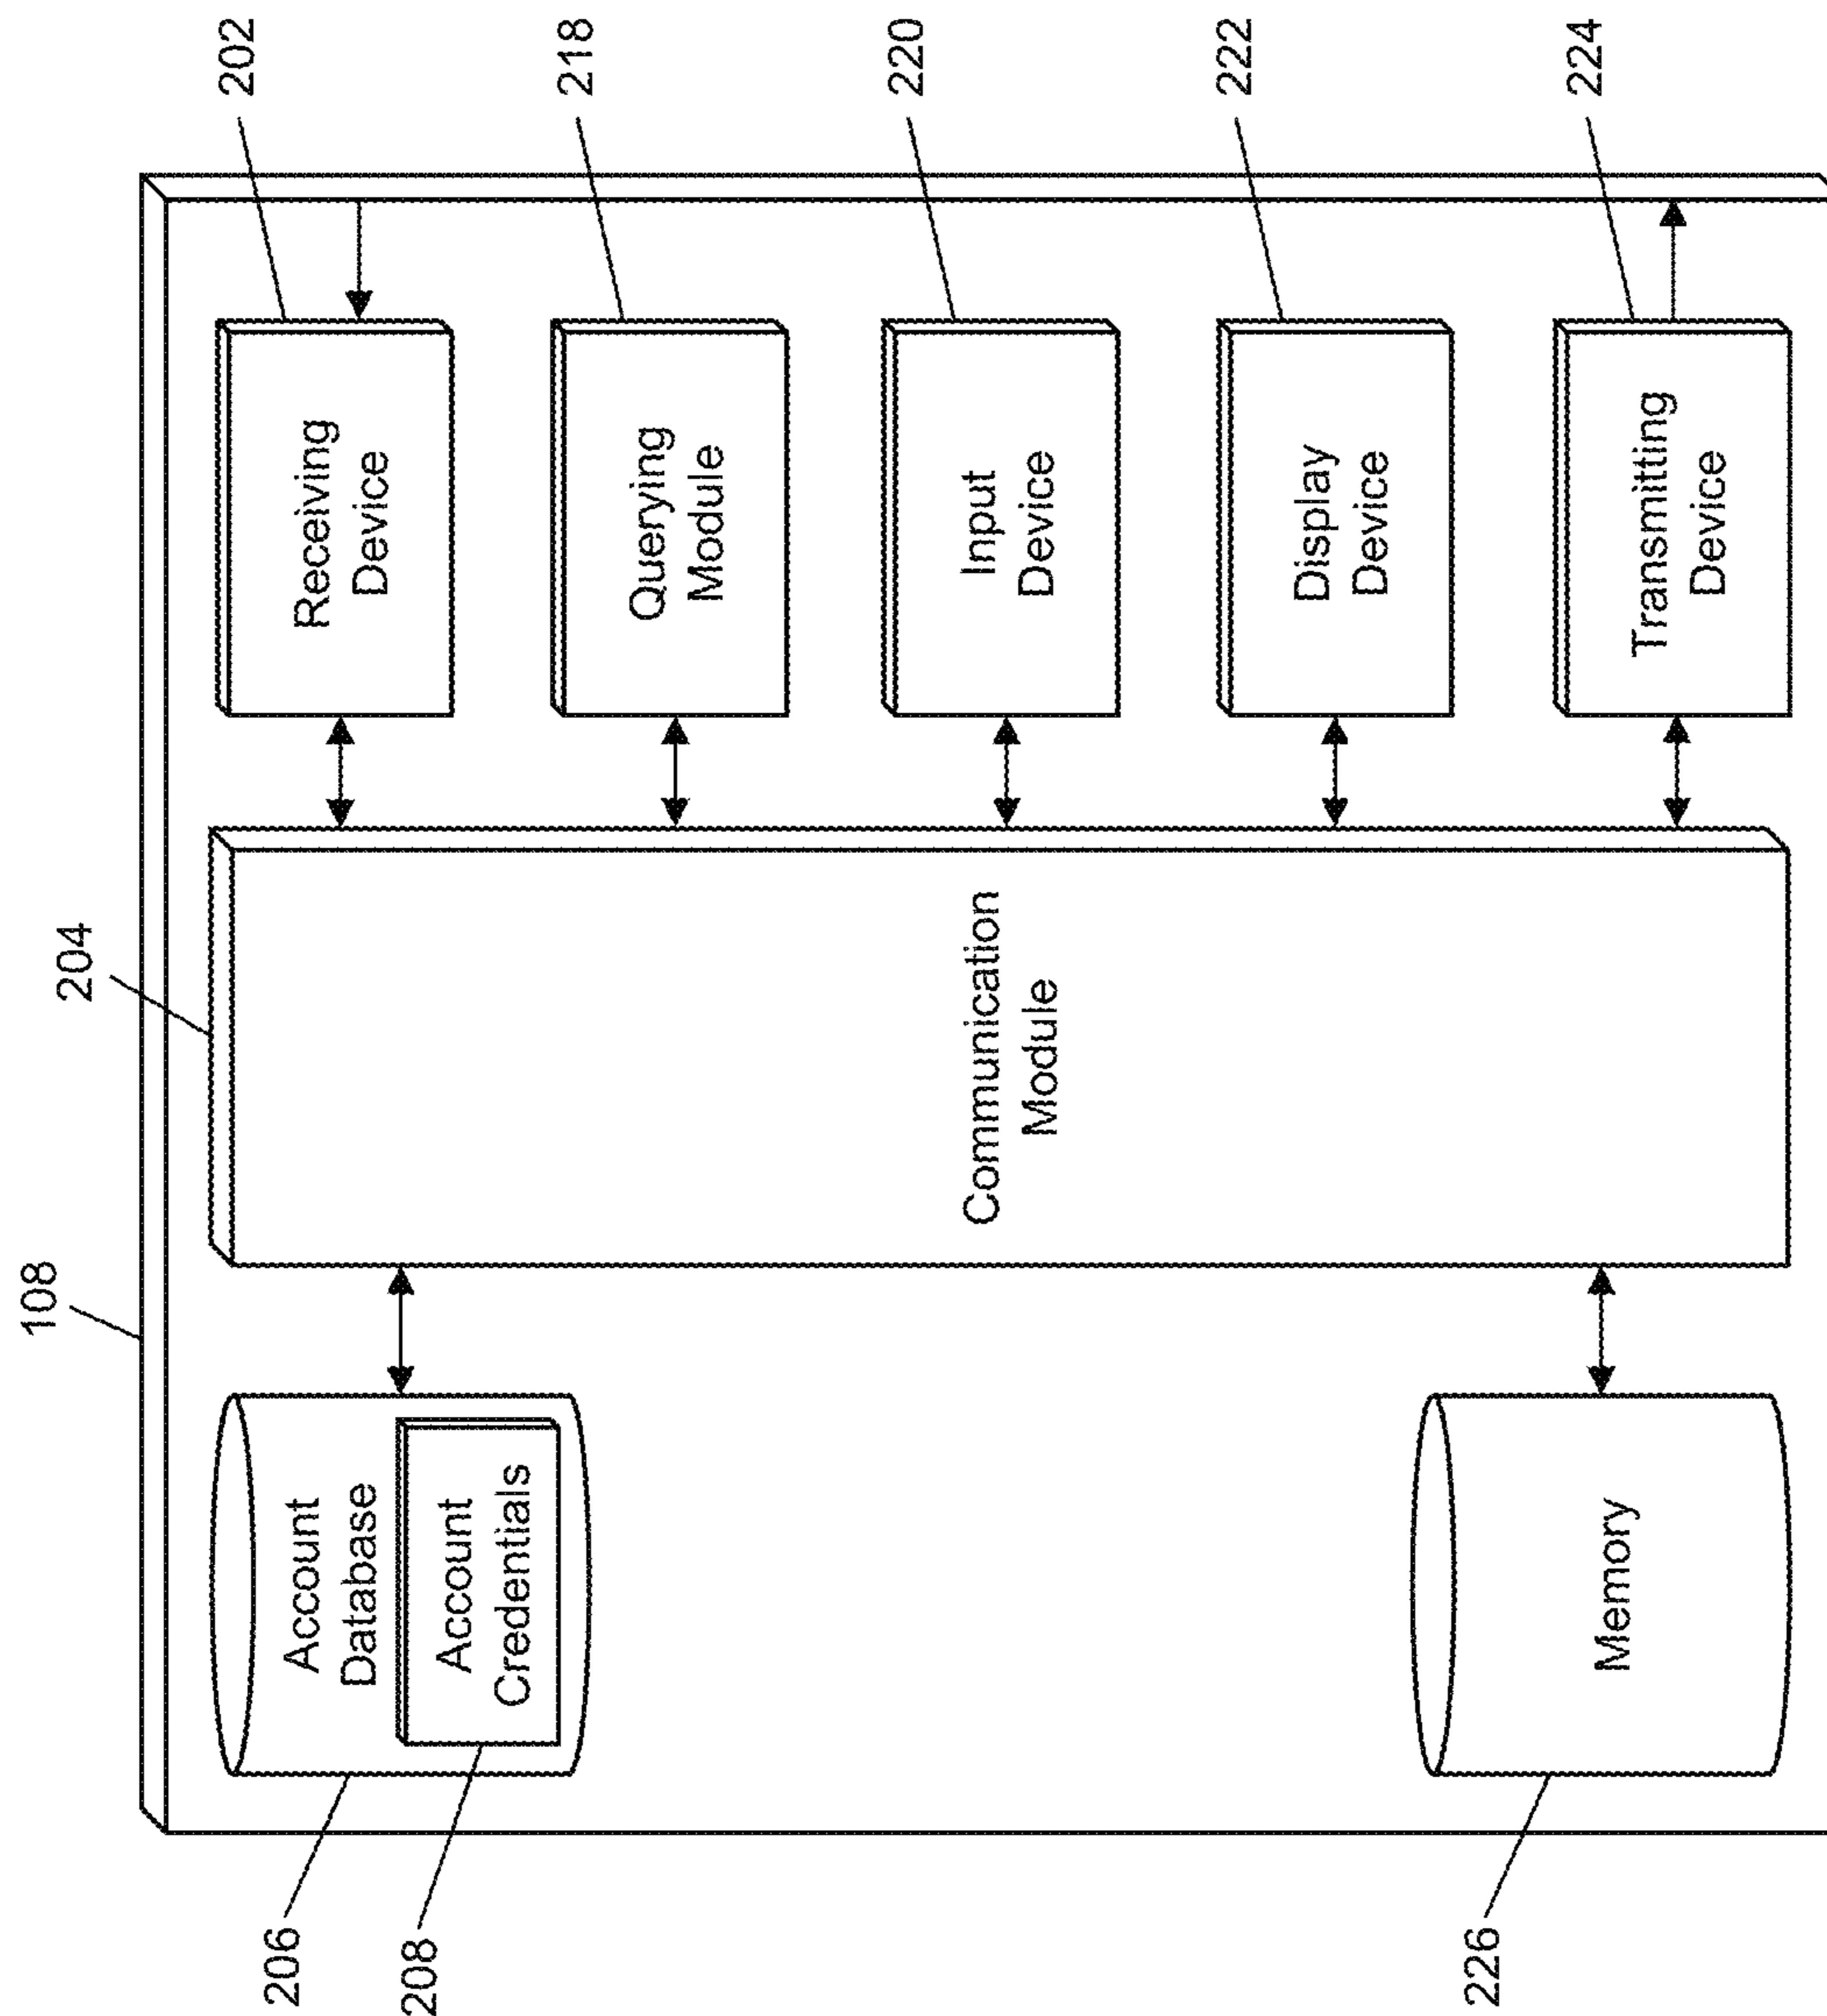 108
204
202
Receiving
Device
218
Querying
Module
220
Input
Device
222
Display
Device
224
Transmitting
Device
Communication
Module
206
Account
Database
208
Account
Credentials
226
Memory